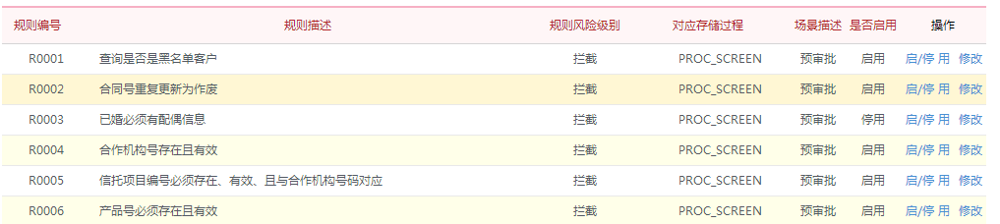 规则编号 规则描述 规则风险级别 对应存储过程 场景描述 是否启用 操作
R0001 查询是否是黑名单客户 拦截 PROC_SCREEN 预审批 启用 启/停 用 修改
R0002 合同号重复更新为作废 拦截 PROC_SCREEN 预审批 启用 启/停 用 修改
R0003 已婚必须有配偶信息 拦截 PROC_SCREEN 预审批 停用 启/停 用 修改
R0004 合作机构号存在且有效 拦截 PROC_SCREEN 预审批 启用 启/停 用 修改
R0005 信托项目编号必须存在、有效、且与合作机构号码对应 拦截 PROC_SCREEN 预审批 启用 启/停 用 修改
R0006 产品号必须存在且有效 拦截 PROC_SCREEN 预审批 启用 启/停 用 修改